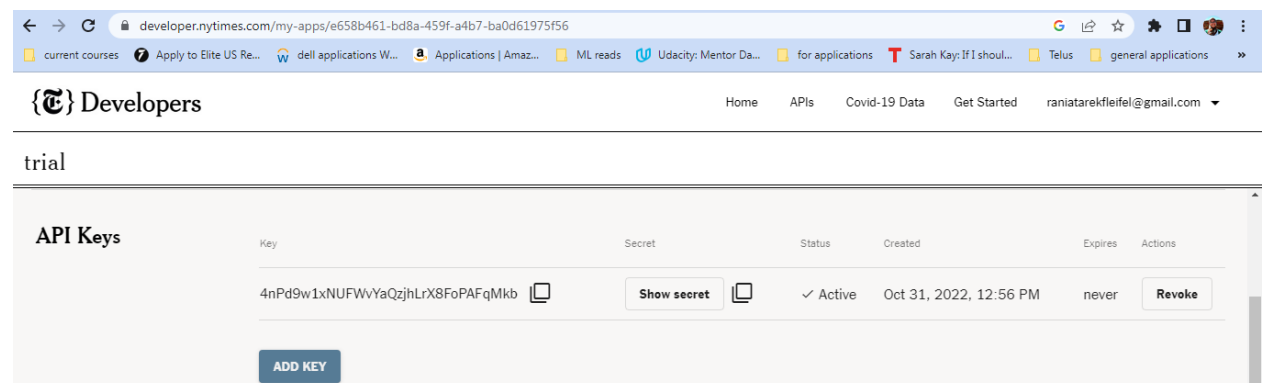 developer.nytimes.com/my-apps/e658b461-bd8a-459f-a4b7-ba0d61975f56
current courses Apply to Elite US Re... dell applications W... Applications | Amaz... ML reads Udacity: Mentor Da... for applications Sarah Kay: If I shoul... Telus general applications »
{T} Developers Home APIs Covid-19 Data Get Started raniatarekfleifel@gmail.com
trial
API Keys
Key Secret Status Created Expires Actions
4nPd9w1xNUFWvYaQzjhLrX8FoPAFqMkb Show secret ✓ Active Oct 31, 2022, 12:56 PM never Revoke
ADD KEY